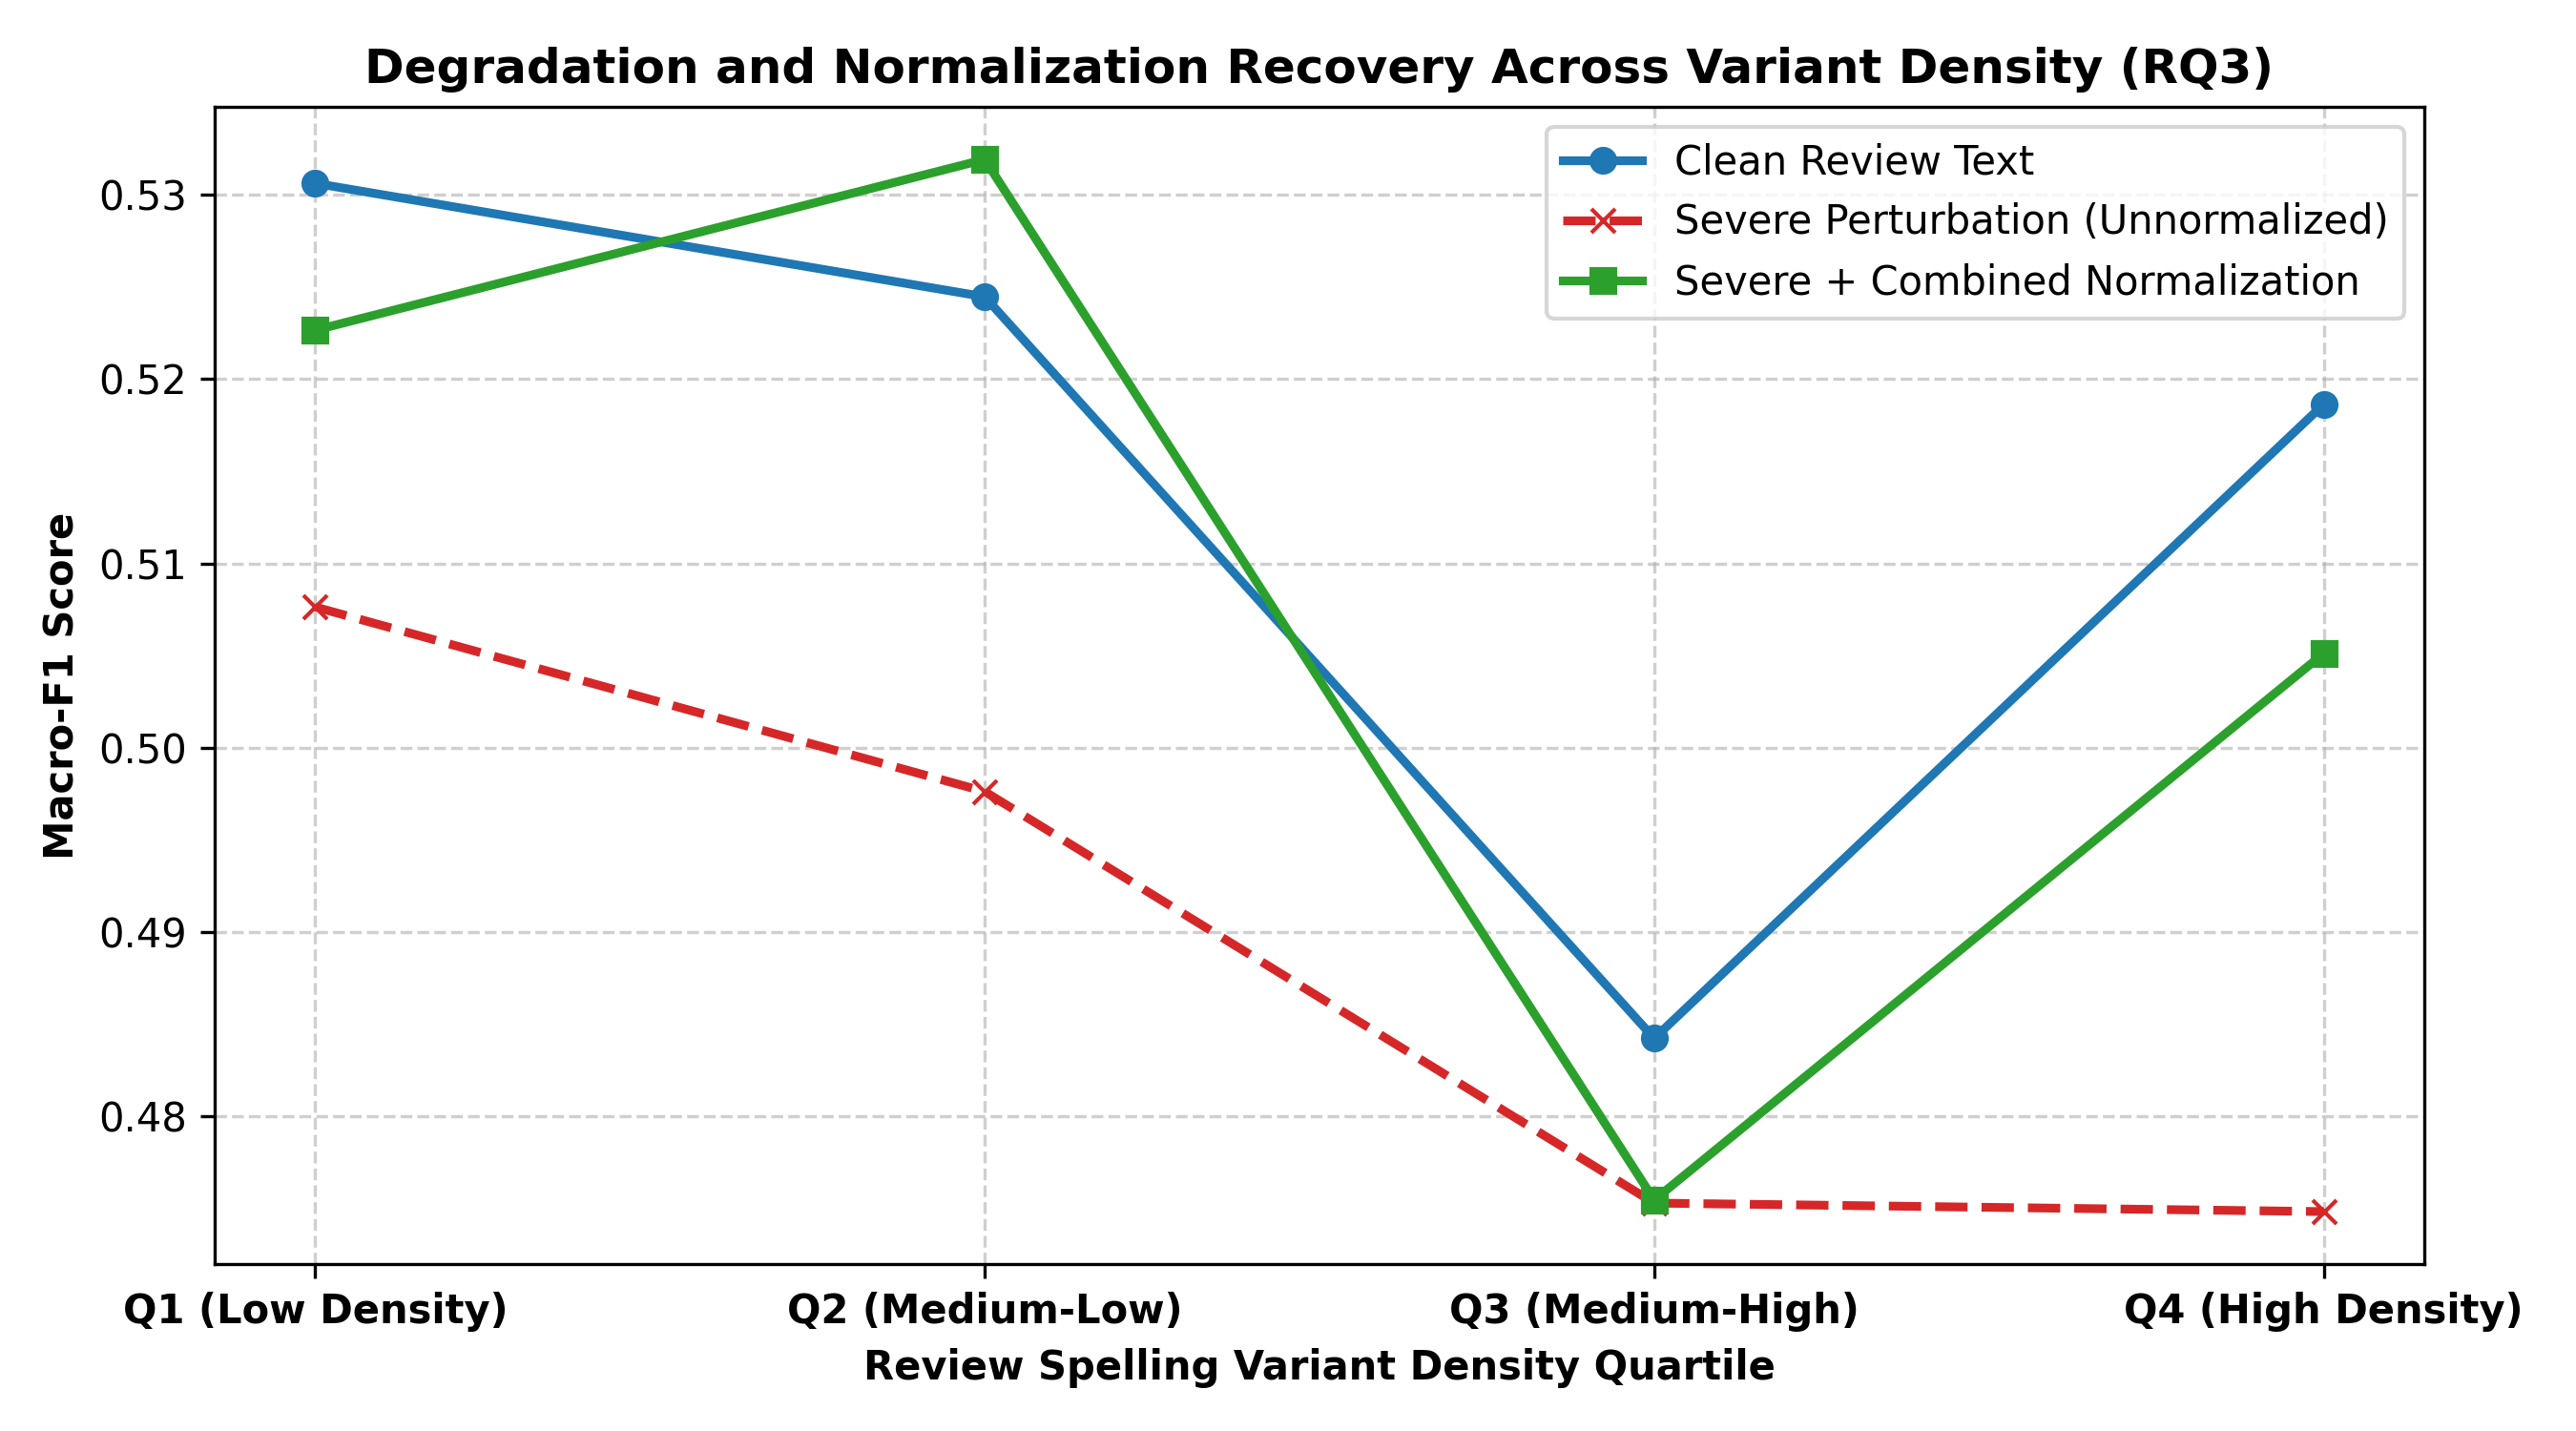 Degradation and Normalization Recovery Across Variant Density (RQ3)
Clean Review Text
Severe Perturbation (Unnormalized)
Severe + Combined Normalization
Macro-F1 Score
0.53
0.52
0.51
0.50
0.49
0.48
Q1 (Low Density)
Q2 (Medium-Low)
Q3 (Medium-High)
Q4 (High Density)
Review Spelling Variant Density Quartile